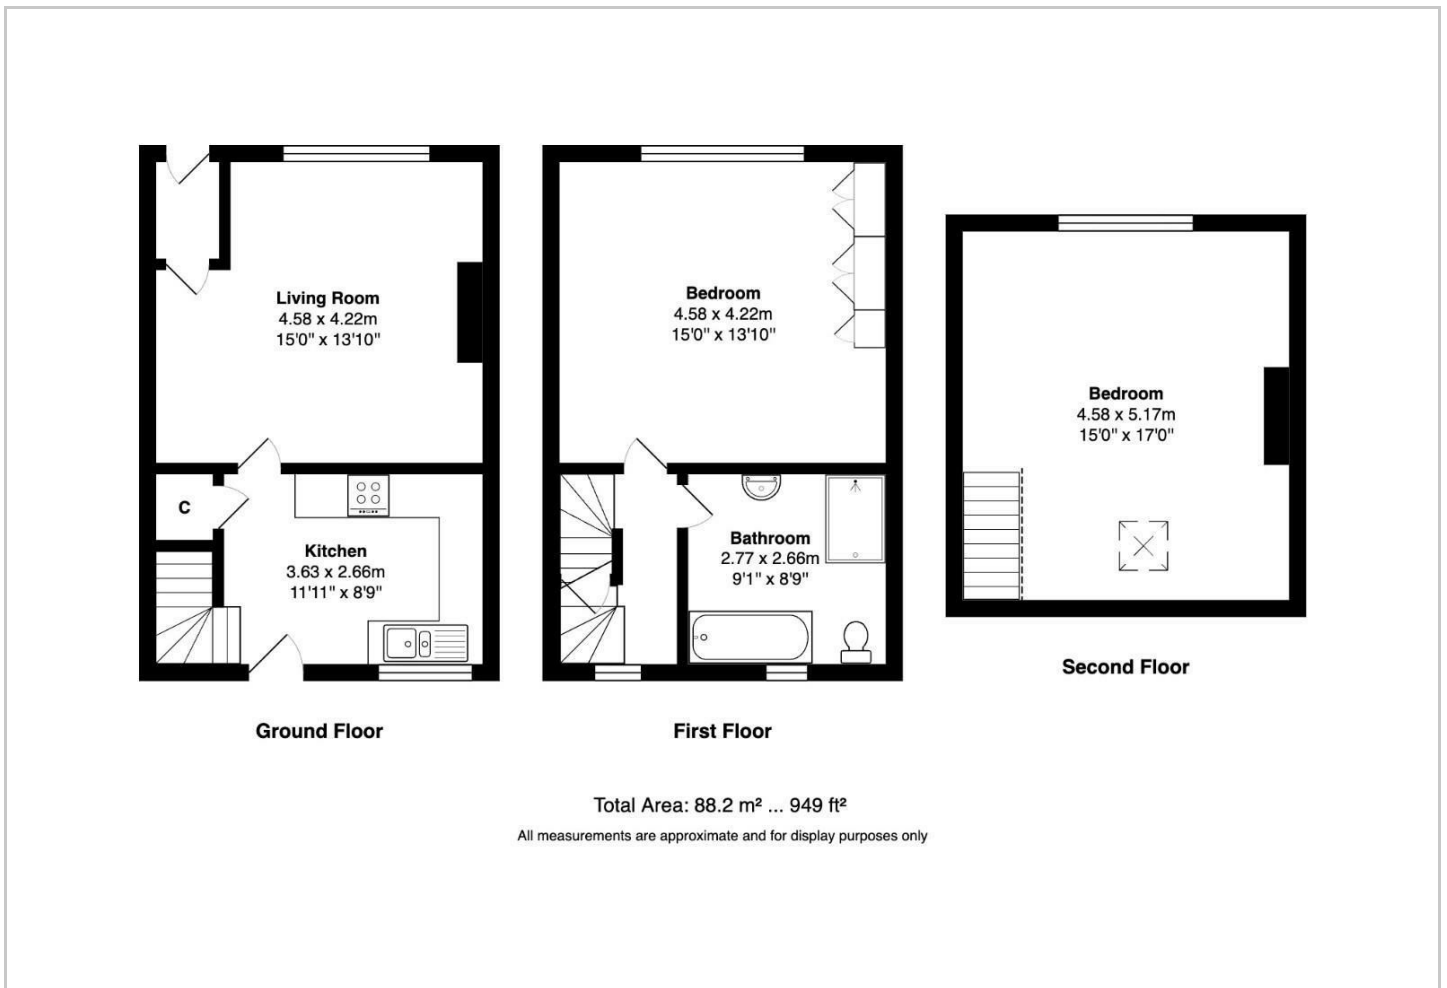 Living Room
4.58 x 4.22m
15'0" x 13'10"
C
Kitchen
3.63 x 2.66m
11'11" x 8'9"
Ground Floor
Bedroom
4.58 x 4.22m
15'0" x 13'10"
Bathroom
2.77 x 2.66m
9'1" x 8'9"
First Floor
Bedroom
4.58 x 5.17m
15'0" x 17'0"
Second Floor
Total Area: 88.2 m² ... 949 ft²
All measurements are approximate and for display purposes only